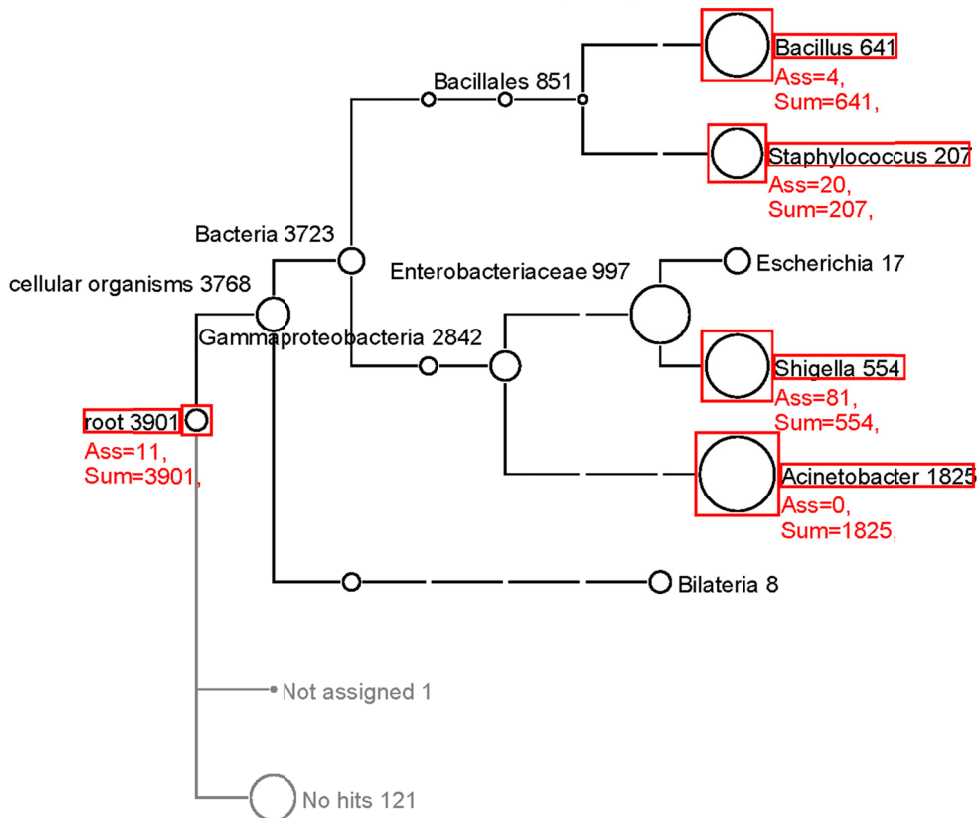 Bacillus 641
Ass=4,
Sum=641,
Bacillales 851
Staphylococcus 207
Ass=20,
Sum=207,
Bacteria 3723
Enterobacteriaceae 997
Escherichia 17
cellular organisms 3768
Gammaproteobacteria 2842
Shigella 554
Ass=81,
Sum=554,
root 3901
Ass=11,
Sum=3901,
Acinetobacter 1825
Ass=0,
Sum=1825,
Bilateria 8
Not assigned 1
No hits 121